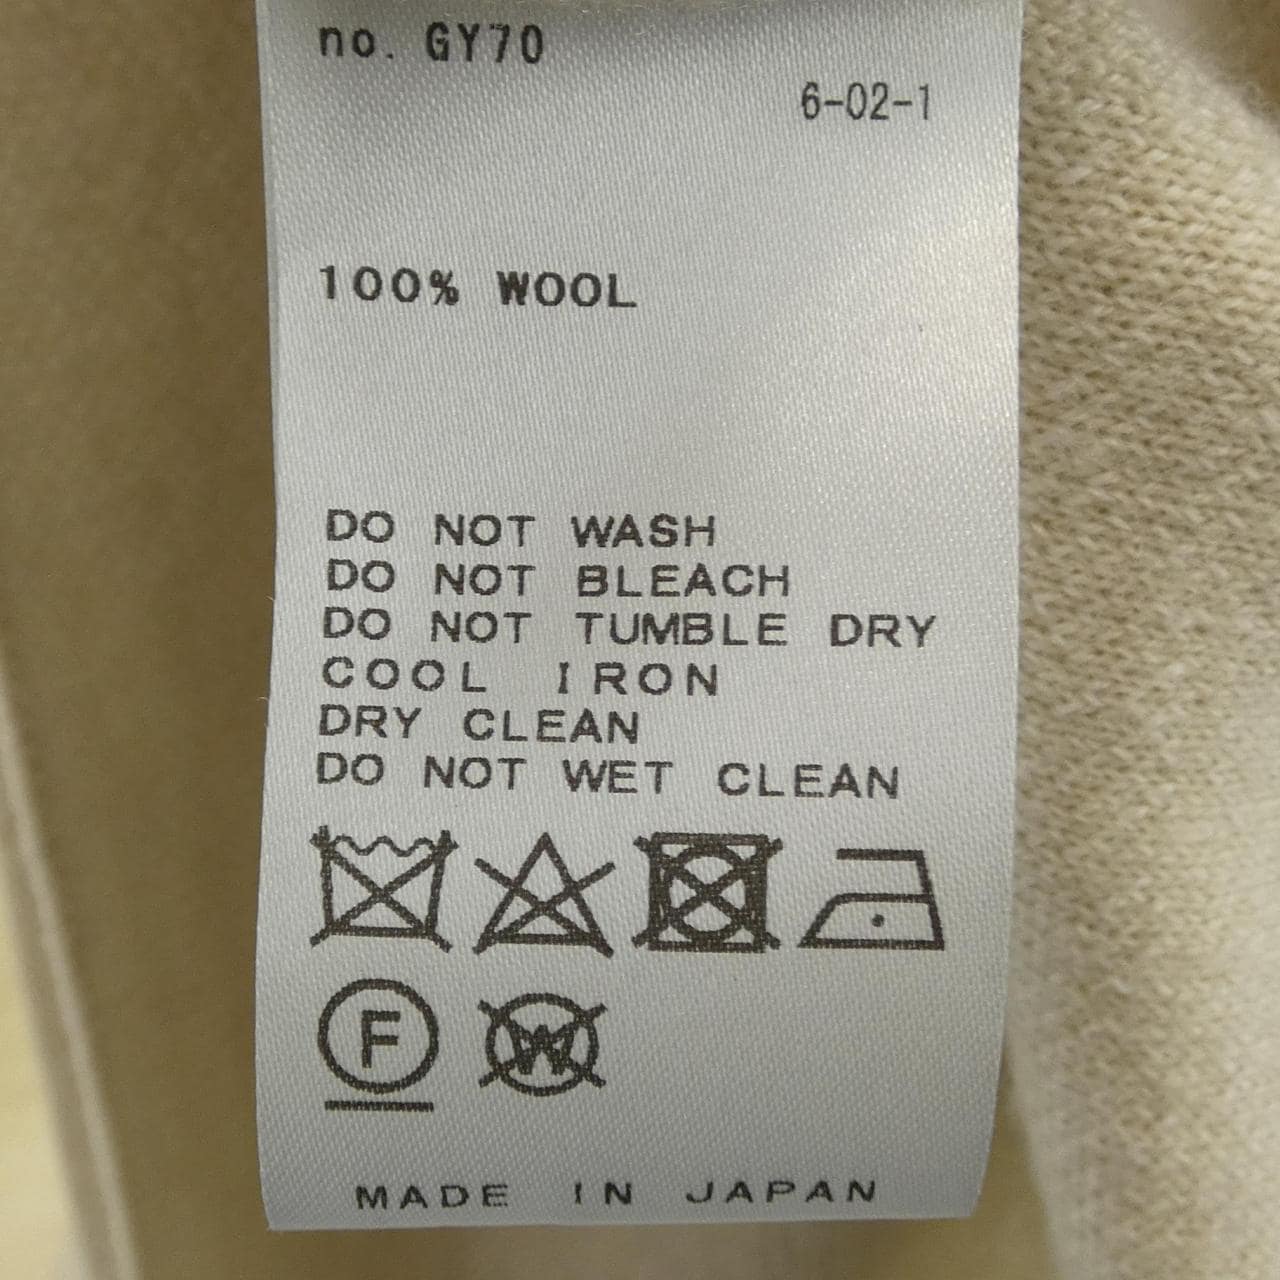 no. GY70
6-02-1
100% WOOL
DO NOT WASH
DO NOT BLEACH
DO NOT TUMBLE DRY
COOL IRON
DRY CLEAN
DO NOT WET CLEAN
F W
MADE IN JAPAN